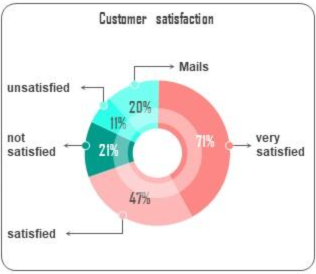 Customer satisfaction
Mails
unsatisfied
20%
11%
not
satisfied
21%
71%
very
satisfied
47%
satisfied